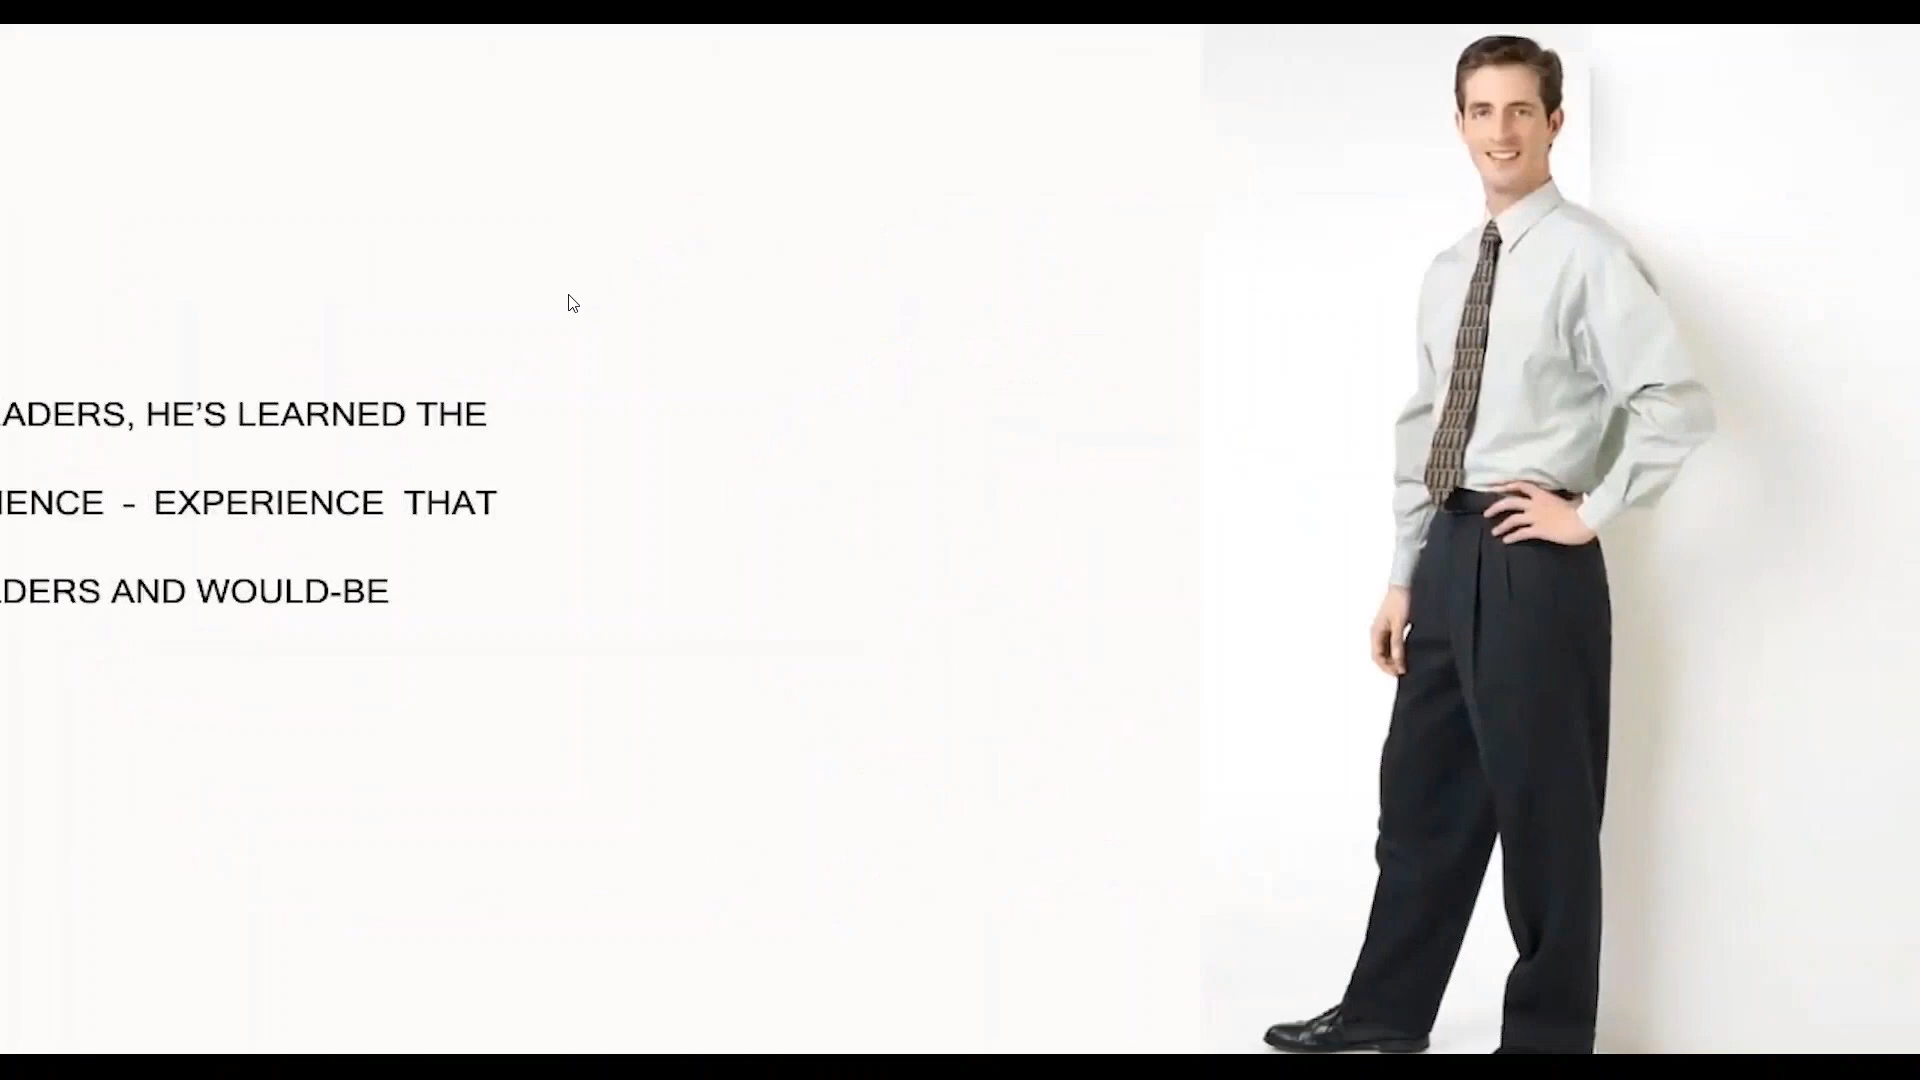 ADERS, HE’S LEARNED THE
IENCE - EXPERIENCE THAT
DERS AND WOULD-BE